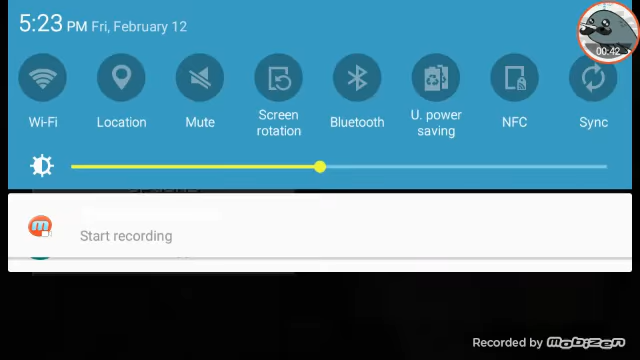 5:23 PM Fri, February 12
00:42
Wi-Fi
Location
Mute
Screen rotation
Bluetooth
U. power saving
NFC
Sync
m
Start recording
Recorded by mobizen